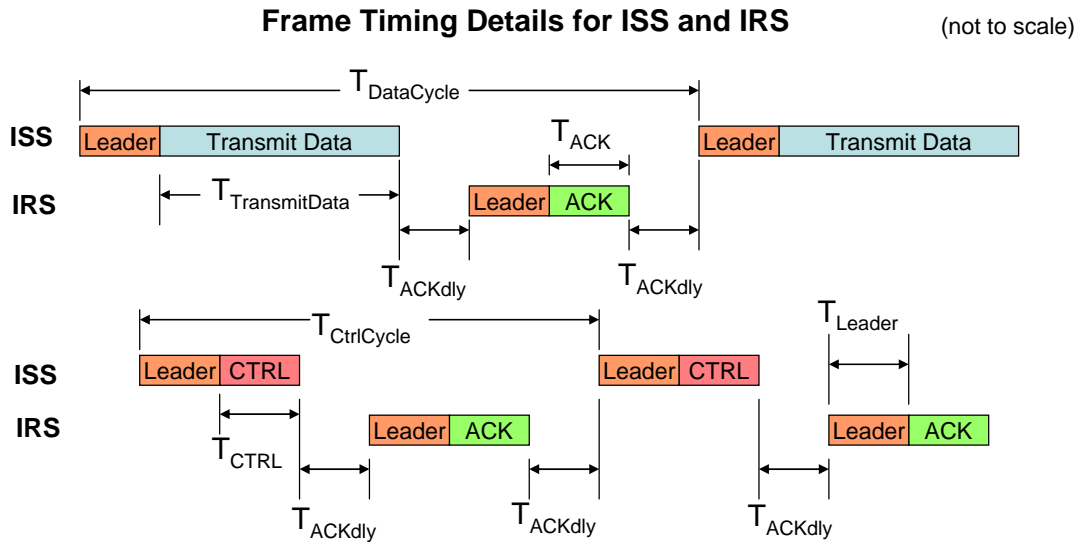 Frame Timing Details for ISS and IRS
(not to scale)
TDataCycle
ISS
Leader
Transmit Data
TACK
Leader
Transmit Data
IRS
TTransmitData
Leader
ACK
TACKdly
TACKdly
TCtrlCycle
TLeader
ISS
Leader
CTRL
Leader
CTRL
IRS
TCTRL
Leader
ACK
Leader
ACK
TACKdly
TACKdly
TACKdly